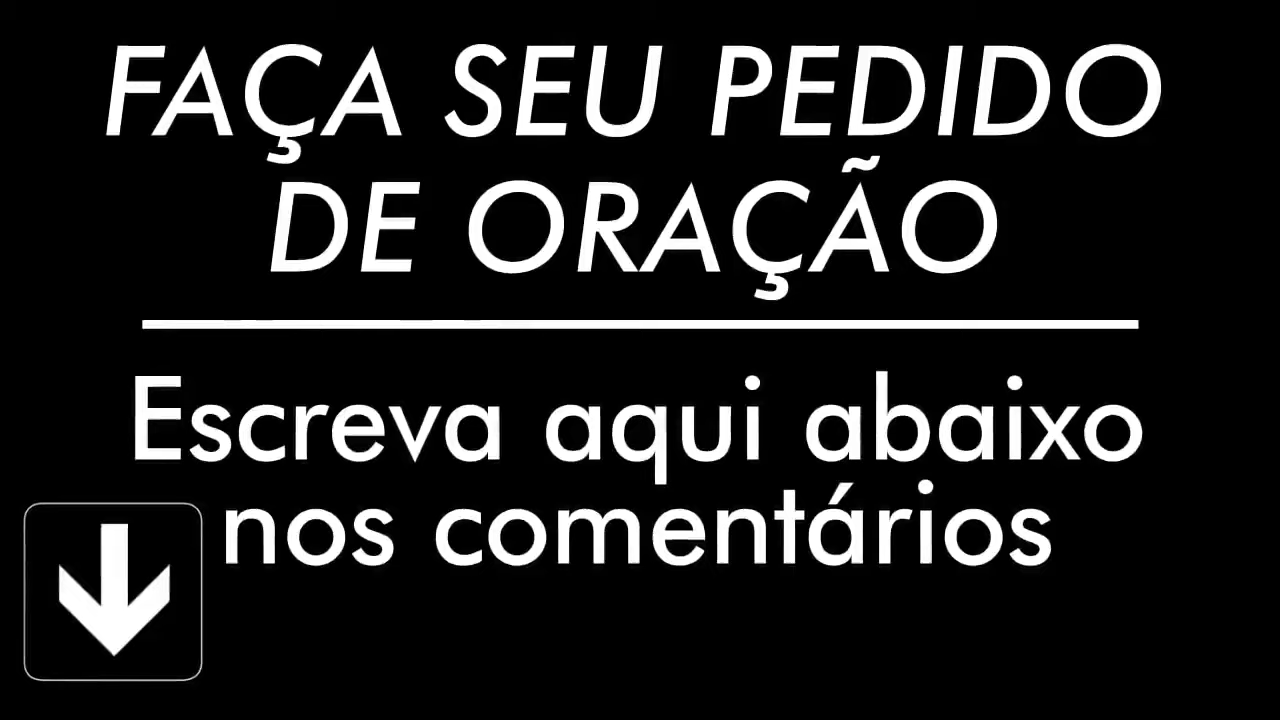 FAÇA SEU PEDIDO
DE ORAÇÃO
Escreva aqui abaixo
nos comentários